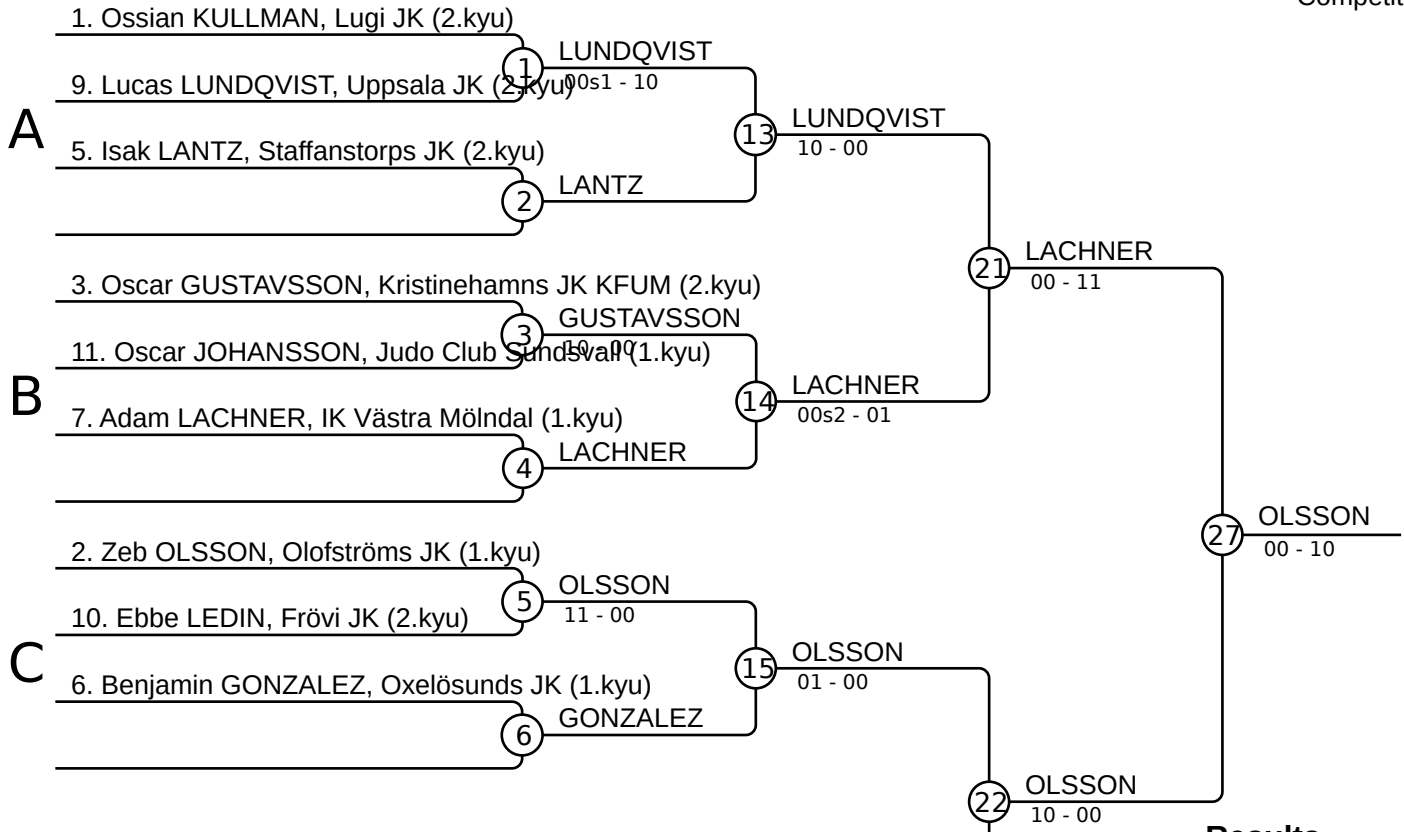 1. Ossian KULLMAN, Lugi JK (2.kyu)
1
LUNDQVIST
00s1 - 10
9. Lucas LUNDQVIST, Uppsala JK (2.kyu)
A
13
LUNDQVIST
10 - 00
5. Isak LANTZ, Staffanstorps JK (2.kyu)
2
LANTZ
21
LACHNER
00 - 11
3. Oscar GUSTAVSSON, Kristinehamns JK KFUM (2.kyu)
3
GUSTAVSSON
10 - 00
11. Oscar JOHANSSON, Judo Club Sundsvall (1.kyu)
B
14
LACHNER
00s2 - 01
7. Adam LACHNER, IK Västra Mölndal (1.kyu)
4
LACHNER
27
OLSSON
00 - 10
2. Zeb OLSSON, Olofströms JK (1.kyu)
5
OLSSON
11 - 00
10. Ebbe LEDIN, Frövi JK (2.kyu)
C
15
OLSSON
01 - 00
6. Benjamin GONZALEZ, Oxelösunds JK (1.kyu)
6
GONZALEZ
22
OLSSON
10 - 00